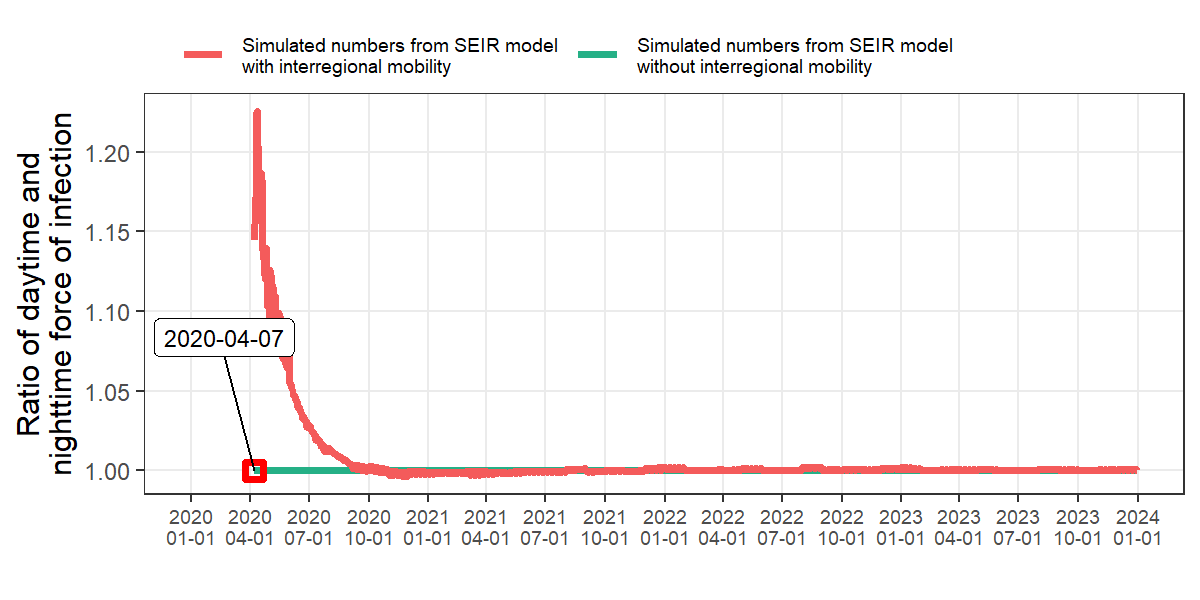 Simulated numbers from SEIR model
with interregional mobility
Simulated numbers from SEIR model
without interregional mobility
Ratio of daytime and
nighttime force of infection
1.20
1.15
1.10
1.05
1.00
2020-04-07
2020 2020 2020 2020 2021 2021 2021 2021 2022 2022 2022 2022 2023 2023 2023 2023 2024
01-01 04-01 07-01 10-01 01-01 04-01 07-01 10-01 01-01 04-01 07-01 10-01 01-01 04-01 07-01 10-01 01-01